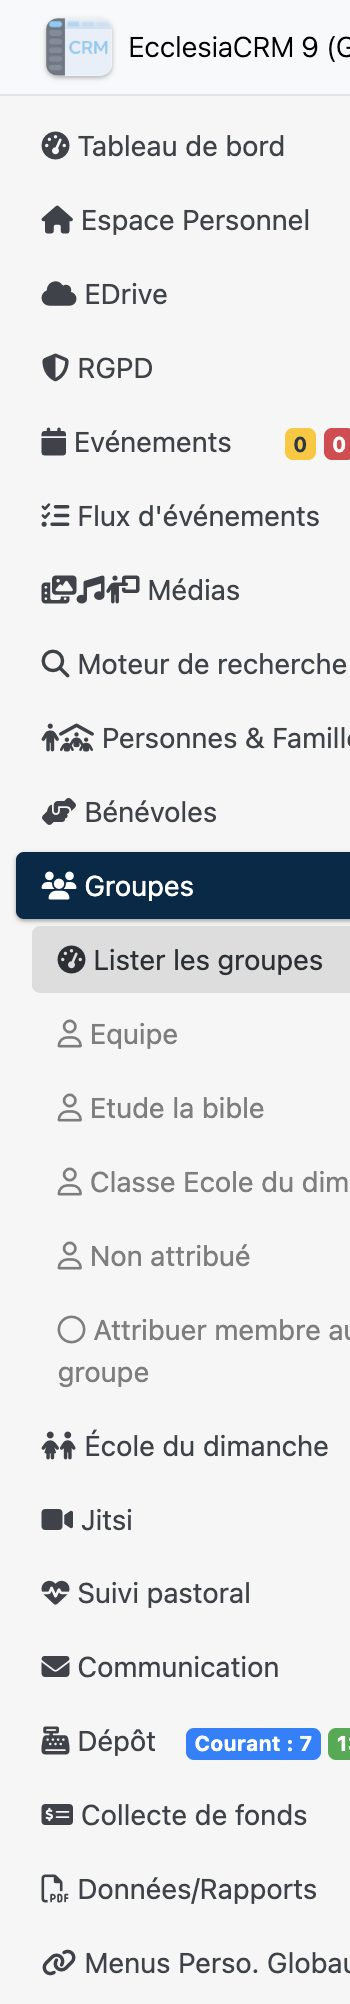 CRM EcclesiaCRM 9 (
Tableau de bord
Espace Personnel
EDrive
RGPD
Evénements 0 0
Flux d'événements
Médias
Moteur de recherche
Personnes & Famill
Bénévoles
Groupes
Lister les groupes
Equipe
Etude la bible
Classe Ecole du dim
Non attribué
Attribuer membre au
groupe
École du dimanche
Jitsi
Suivi pastoral
Communication
Dépôt Courant : 7 1
Collecte de fonds
PDF Données/Rapports
Menus Perso. Globau